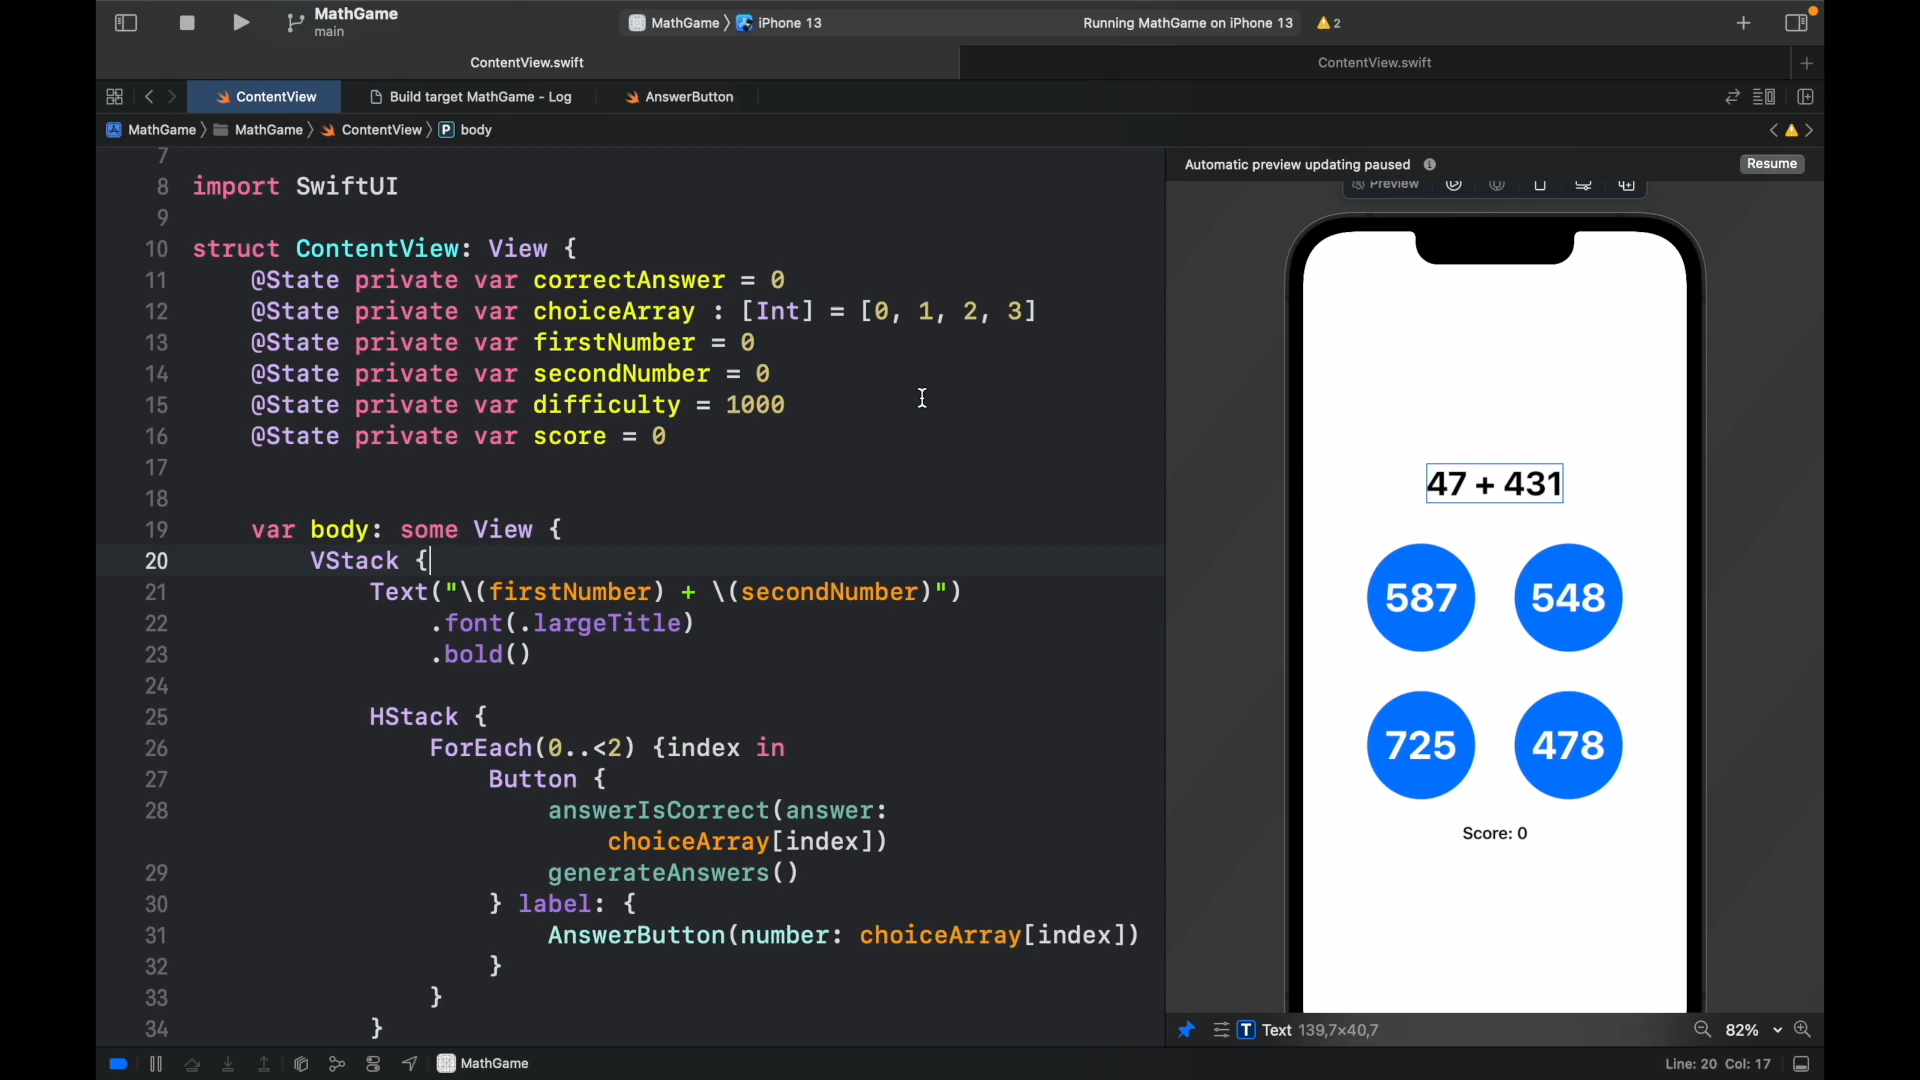 MathGame
main
MathGame 〉 iPhone 13
Running MathGame on iPhone 13
2
ContentView.swift
ContentView.swift
ContentView
Build target MathGame - Log
AnswerButton
MathGame 〉 MathGame 〉 ContentView 〉 P body
Automatic preview updating paused
Resume
Preview
7
8 import SwiftUI
9
10 struct ContentView: View {
11 @State private var correctAnswer = 0
12 @State private var choiceArray : [Int] = [0, 1, 2, 3]
13 @State private var firstNumber = 0
14 @State private var secondNumber = 0
15 @State private var difficulty = 1000
16 @State private var score = 0
17
18
19 var body: some View {
20 VStack {
21 Text("\(firstNumber) + \(secondNumber)")
22 .font(.largeTitle)
23 .bold()
24
25 HStack {
26 ForEach(0..<2) {index in
27 Button {
28 answerIsCorrect(answer:
choiceArray[index])
29 generateAnswers()
30 } label: {
31 AnswerButton(number: choiceArray[index])
32 }
33 }
34 }
47 + 431
587 548
725 478
Score: 0
T Text 139,7×40,7
82%
MathGame
Line: 20 Col: 17